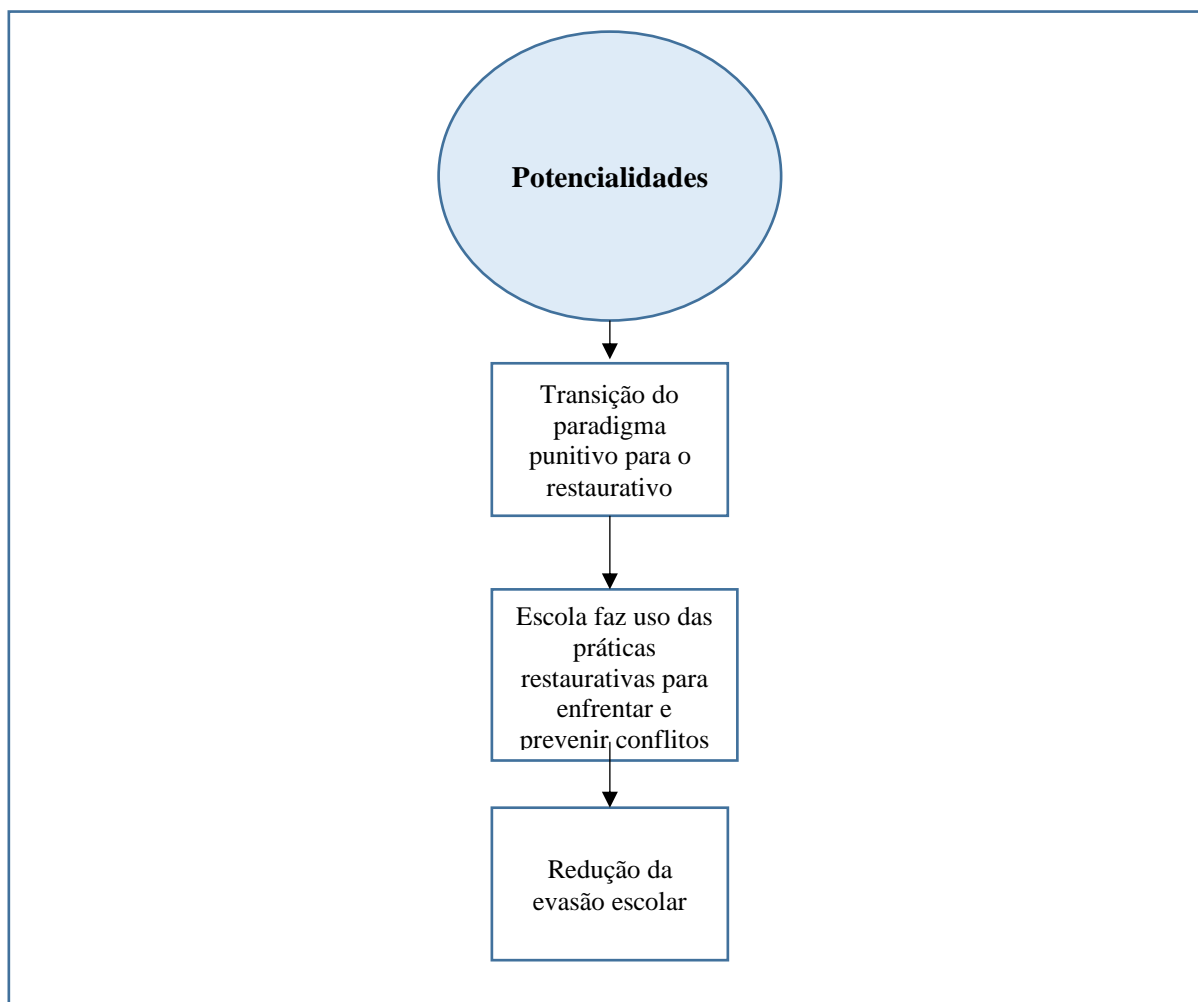 Potencialidades
Transição do
paradigma
punitivo para o
restaurativo
Escola faz uso das
práticas
restaurativas para
enfrentar e
prevenir conflitos
Redução da
evasão escolar